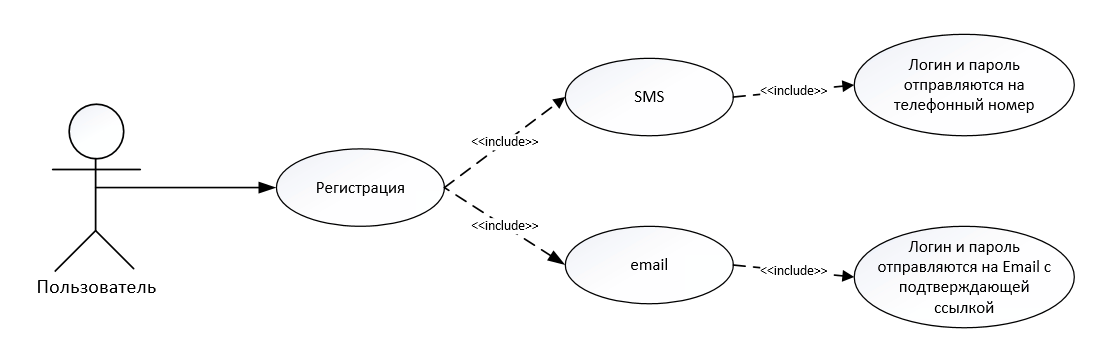 Пользователь
Регистрация
<<include>>
<<include>>
SMS
email
<<include>>
<<include>>
Логин и пароль
отправляются на
телефонный номер
Логин и пароль
отправляются на Email с
подтверждающей
ссылкой